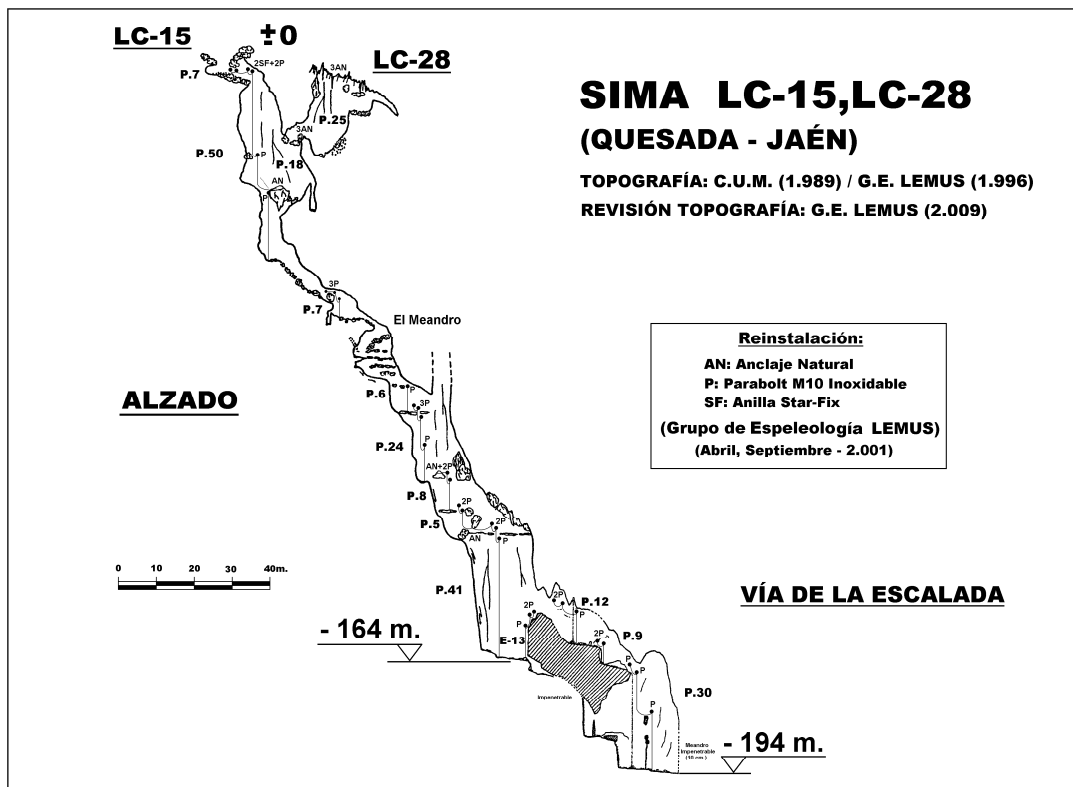 LC-15
±0
LC-28
2SF+2P
3AN
P.7
P.25
3AN
P.50
P
P.18
AN
P
SIMA LC-15,LC-28
(QUESADA - JAÉN)
TOPOGRAFÍA: C.U.M. (1.989) / G.E. LEMUS (1.996)
REVISIÓN TOPOGRAFÍA: G.E. LEMUS (2.009)
3P
P.7
El Meandro
Reinstalación:
AN: Anclaje Natural
P: Parabolt M10 Inoxidable
SF: Anilla Star-Fix
(Grupo de Espeleología LEMUS)
(Abril, Septiembre - 2.001)
ALZADO
P.6
P
3P
P.24
P
AN+2P
P.8
2P
P.5
2P
AN
P
0 10 20 30 40m.
P.41
VÍA DE LA ESCALADA
2P
P.12
2P
P
P
E-13
2P
P.9
- 164 m.
P
P
Impenetrable
P.30
P
Meandro
Impenetrable
(10 cm.)
- 194 m.